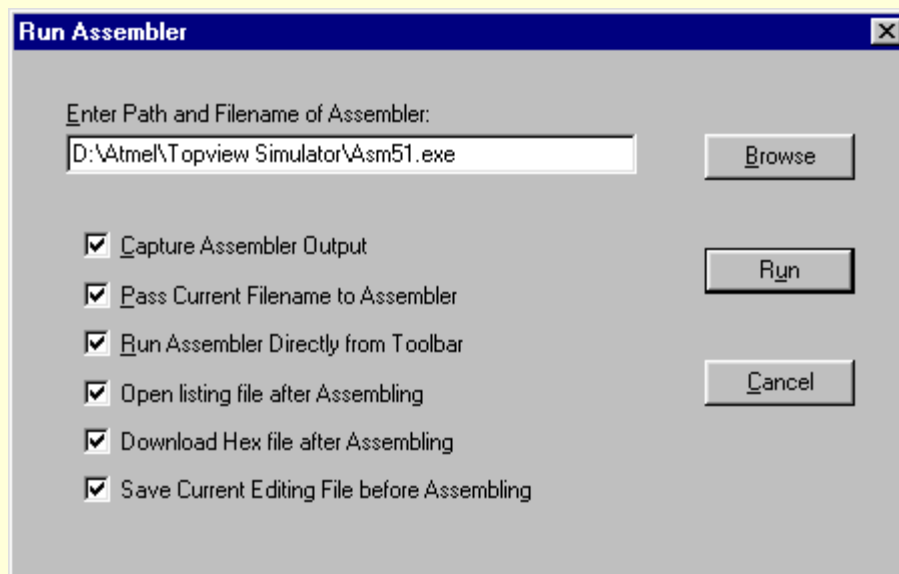 Run Assembler
Enter Path and Filename of Assembler:
D:\Atmel\Topview Simulator\Asm51.exe
Browse
Capture Assembler Output
Run
Pass Current Filename to Assembler
Run Assembler Directly from Toolbar
Open listing file after Assembling
Cancel
Download Hex file after Assembling
Save Current Editing File before Assembling